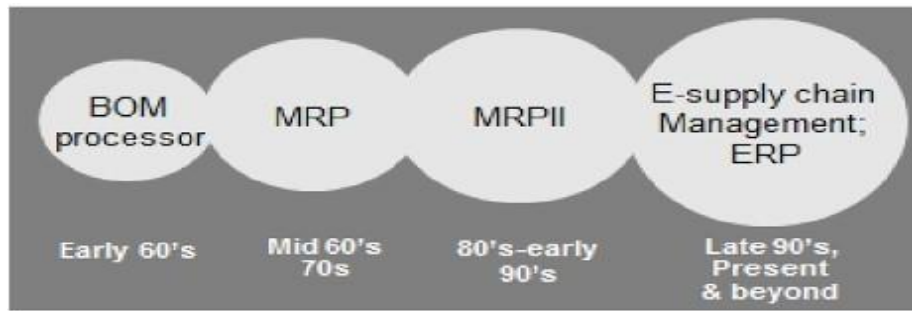 BOM
processor
MRP
MRPII
E-supply chain
Management;
ERP
Early 60's
Mid 60's
70s
80's-early
90's
Late 90's,
Present
& beyond